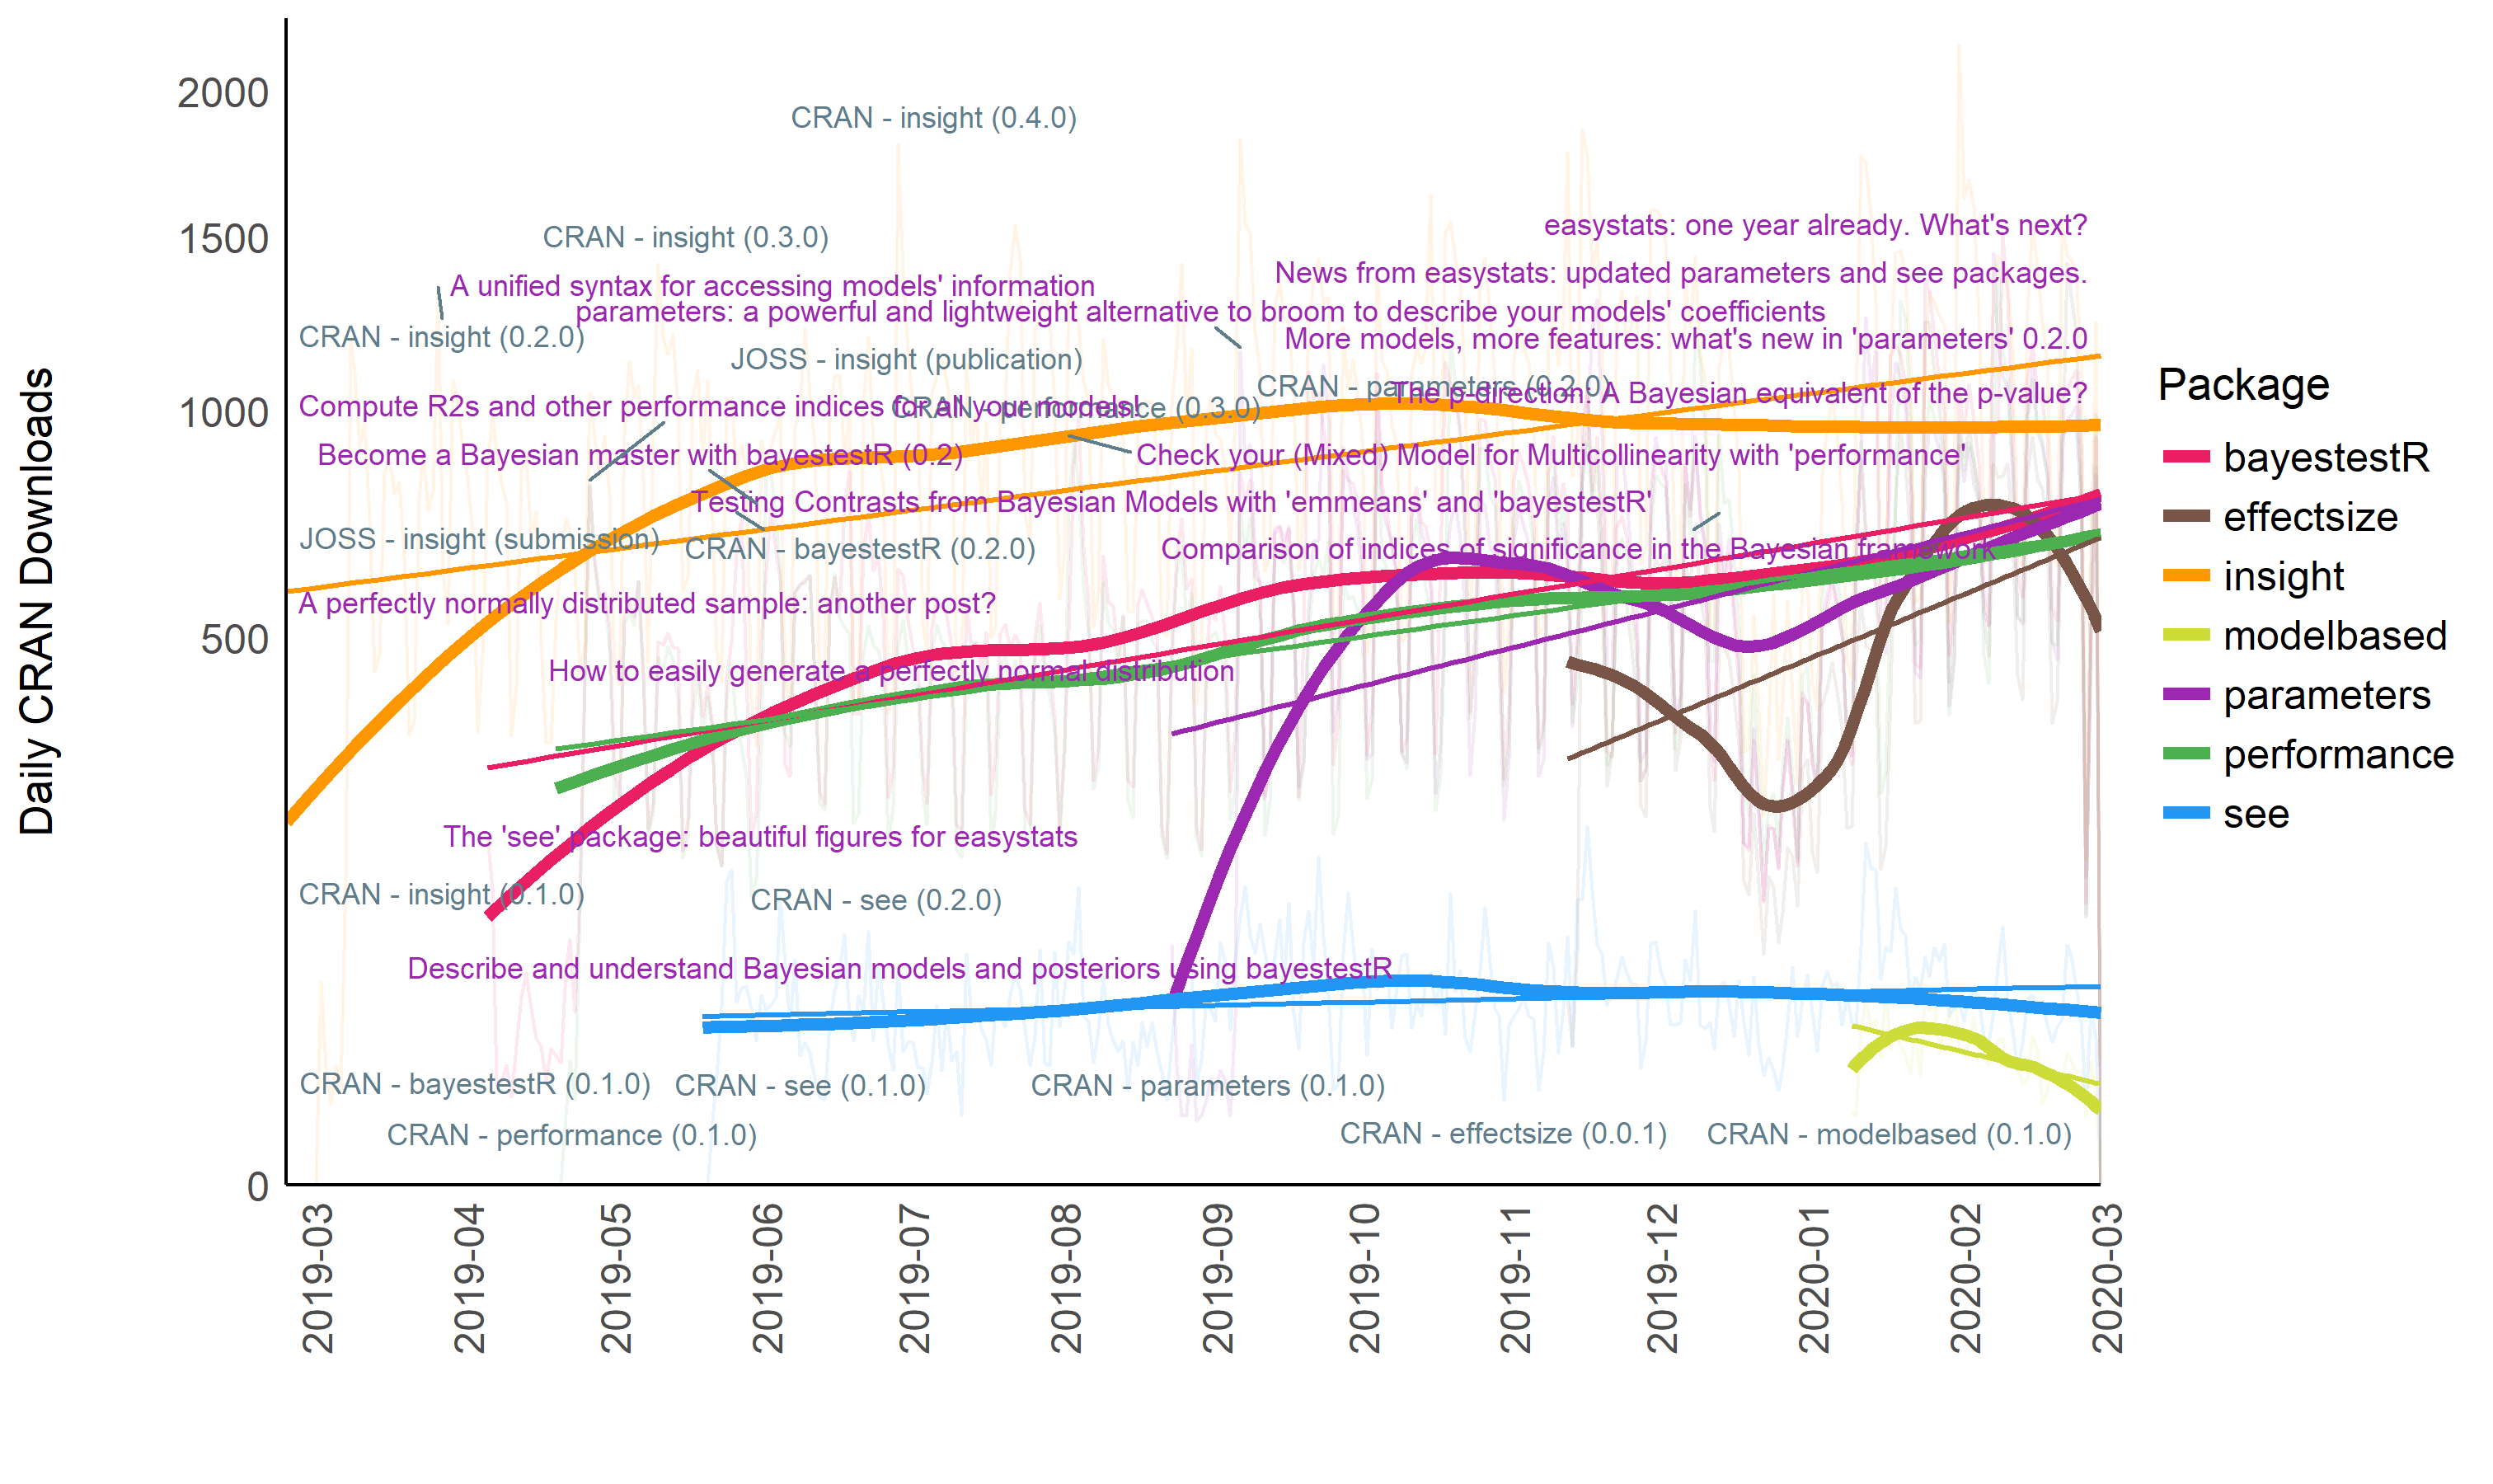 2000
1500
1000
500
0
Daily CRAN Downloads
CRAN - insight (0.4.0)
CRAN - insight (0.3.0)
easystats: one year already. What's next?
A unified syntax for accessing models' information
News from easystats: updated parameters and see packages.
parameters: a powerful and lightweight alternative to broom to describe your models' coefficients
CRAN - insight (0.2.0)
More models, more features: what's new in 'parameters' 0.2.0
JOSS - insight (publication)
CRAN - parameters (0.2.0)
The p-direction: A Bayesian equivalent of the p-value?
Compute R2s and other performance indices for all your models!
CRAN - performance (0.3.0)
Become a Bayesian master with bayestestR (0.2)
Check your (Mixed) Model for Multicollinearity with 'performance'
Testing Contrasts from Bayesian Models with 'emmeans' and 'bayestestR'
JOSS - insight (submission)
CRAN - bayestestR (0.2.0)
Comparison of indices of significance in the Bayesian framework
A perfectly normally distributed sample: another post?
How to easily generate a perfectly normal distribution
The 'see' package: beautiful figures for easystats
CRAN - insight (0.1.0)
CRAN - see (0.2.0)
Describe and understand Bayesian models and posteriors using bayestestR
CRAN - bayestestR (0.1.0)
CRAN - see (0.1.0)
CRAN - parameters (0.1.0)
CRAN - performance (0.1.0)
CRAN - effectsize (0.0.1)
CRAN - modelbased (0.1.0)
2019-03
2019-04
2019-05
2019-06
2019-07
2019-08
2019-09
2019-10
2019-11
2019-12
2020-01
2020-02
2020-03
Package
bayestestR
effectsize
insight
modelbased
parameters
performance
see